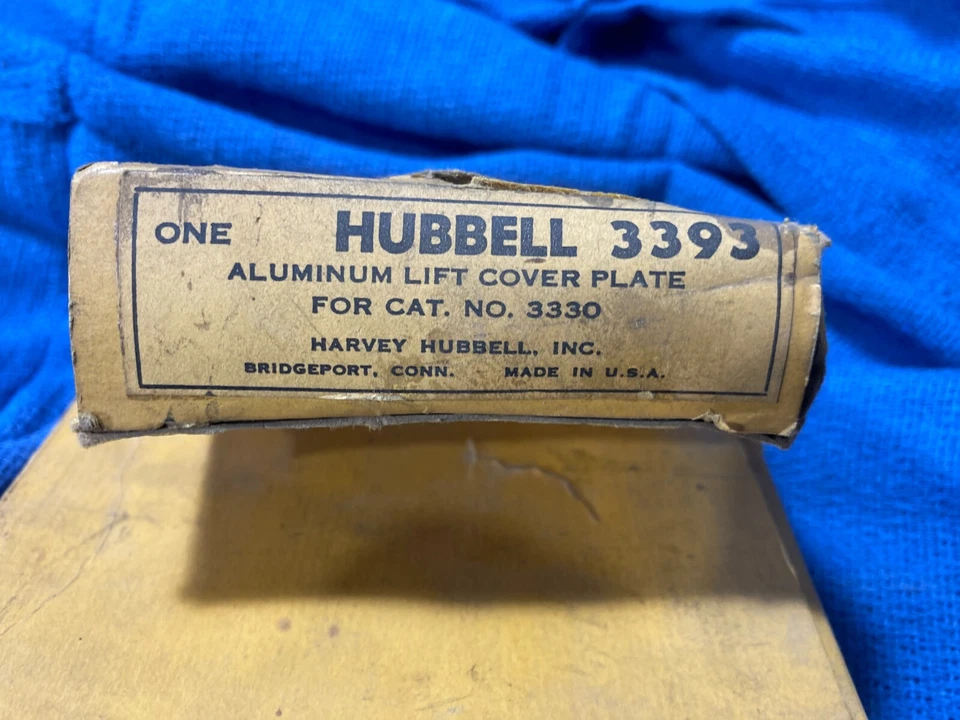 ONE HUBBELL 3393
ALUMINUM LIFT COVER PLATE
FOR CAT. NO. 3330
HARVEY HUBBELL, INC.
BRIDGEPORT, CONN. MADE IN U.S.A.